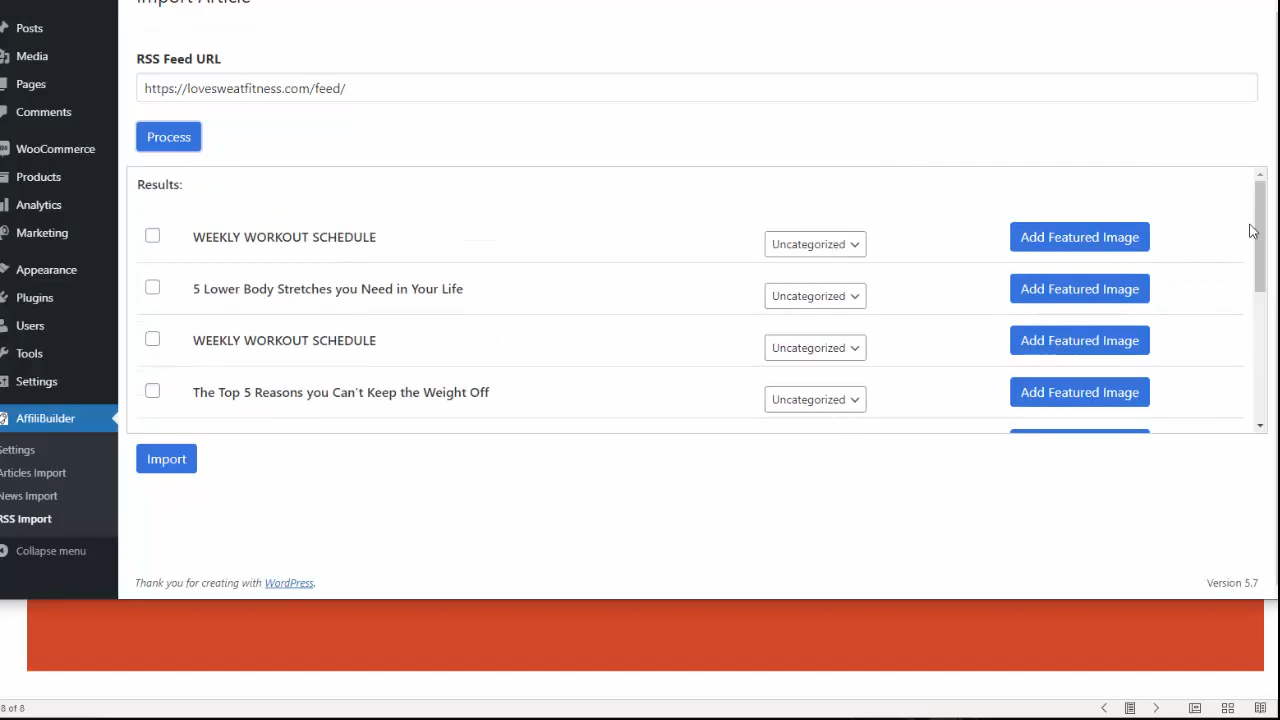 Import Article
Posts
Media
Pages
Comments
WooCommerce
Products
Analytics
Marketing
Appearance
Plugins
Users
Tools
Settings
AffiliBuilder
Settings
Articles Import
News Import
RSS Import
Collapse menu
RSS Feed URL
https://lovesweatfitness.com/feed/
Process
Results:
WEEKLY WORKOUT SCHEDULE Uncategorized Add Featured Image
5 Lower Body Stretches you Need in Your Life Uncategorized Add Featured Image
WEEKLY WORKOUT SCHEDULE Uncategorized Add Featured Image
The Top 5 Reasons you Can't Keep the Weight Off Uncategorized Add Featured Image
Import
Thank you for creating with WordPress. Version 5.7
8 of 8